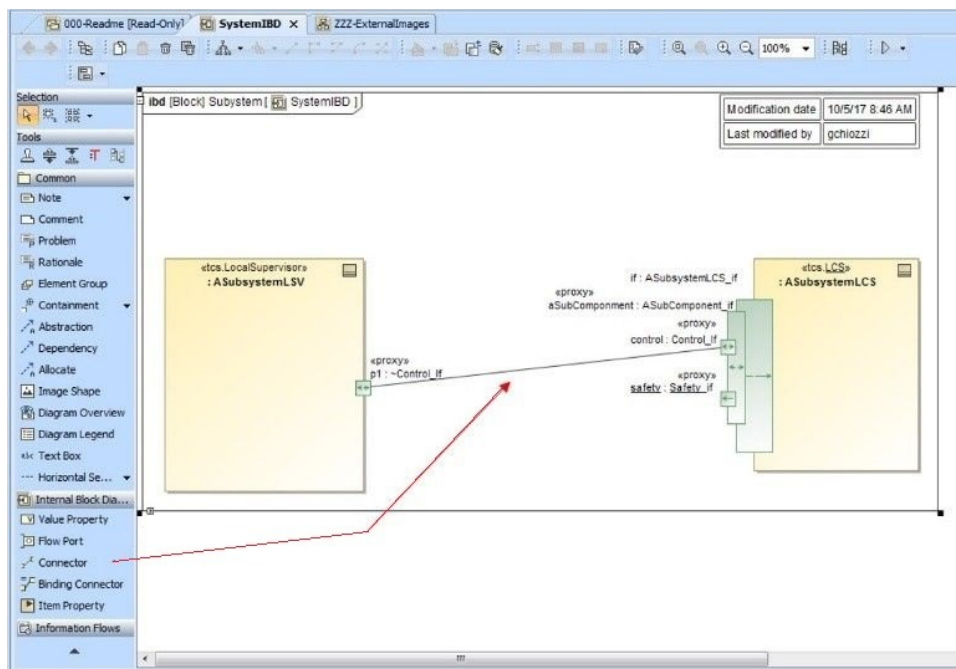 000-Readme [Read-Only]
SystemIBD
ZZZ-ExternalImages
100%
Selection
Tools
Common
Note
Comment
Problem
Rationale
Element Group
Containment
Abstraction
Dependency
Allocate
Image Shape
Diagram Overview
Diagram Legend
Text Box
Horizontal Se...
Internal Block Dia...
Value Property
Flow Port
Connector
Binding Connector
Item Property
Information Flows
ibd [Block] Subystem [ SystemIBD ]
Modification date 10/5/17 8:46 AM
Last modified by gchiozzi
«tcs.LocalSupervisor»
: ASubsystemLSV
«proxy»
p1 : ~Control_If
if : ASubsystemLCS_if
«proxy»
aSubComponment : ASubComponent_if
«proxy»
control : Control_If
«proxy»
safety : Safety_if
«tcs.LCS»
: ASubsystemLCS